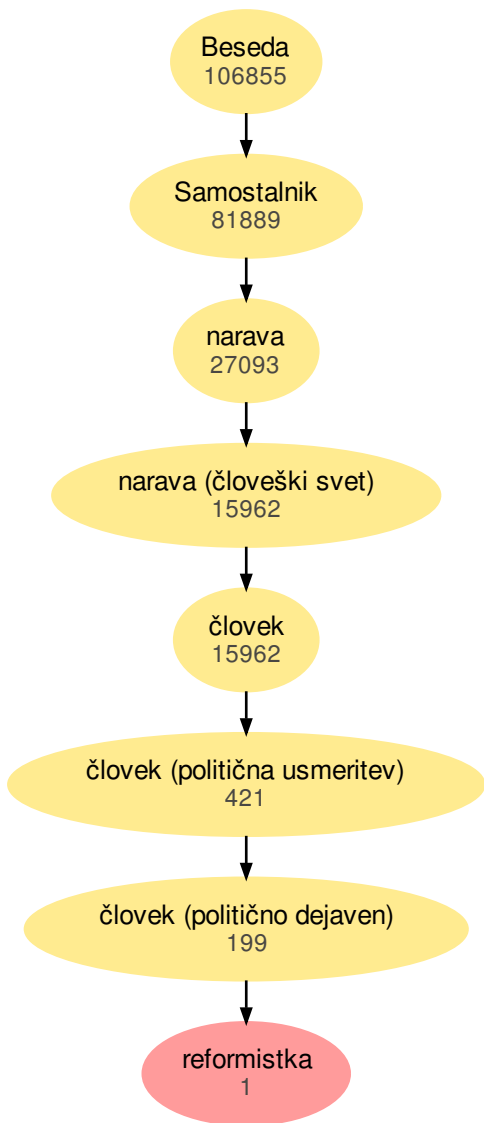 Beseda
106855
Samostalnik
81889
narava
27093
narava (človeški svet)
15962
človek
15962
človek (politična usmeritev)
421
človek (politično dejaven)
199
reformistka
1